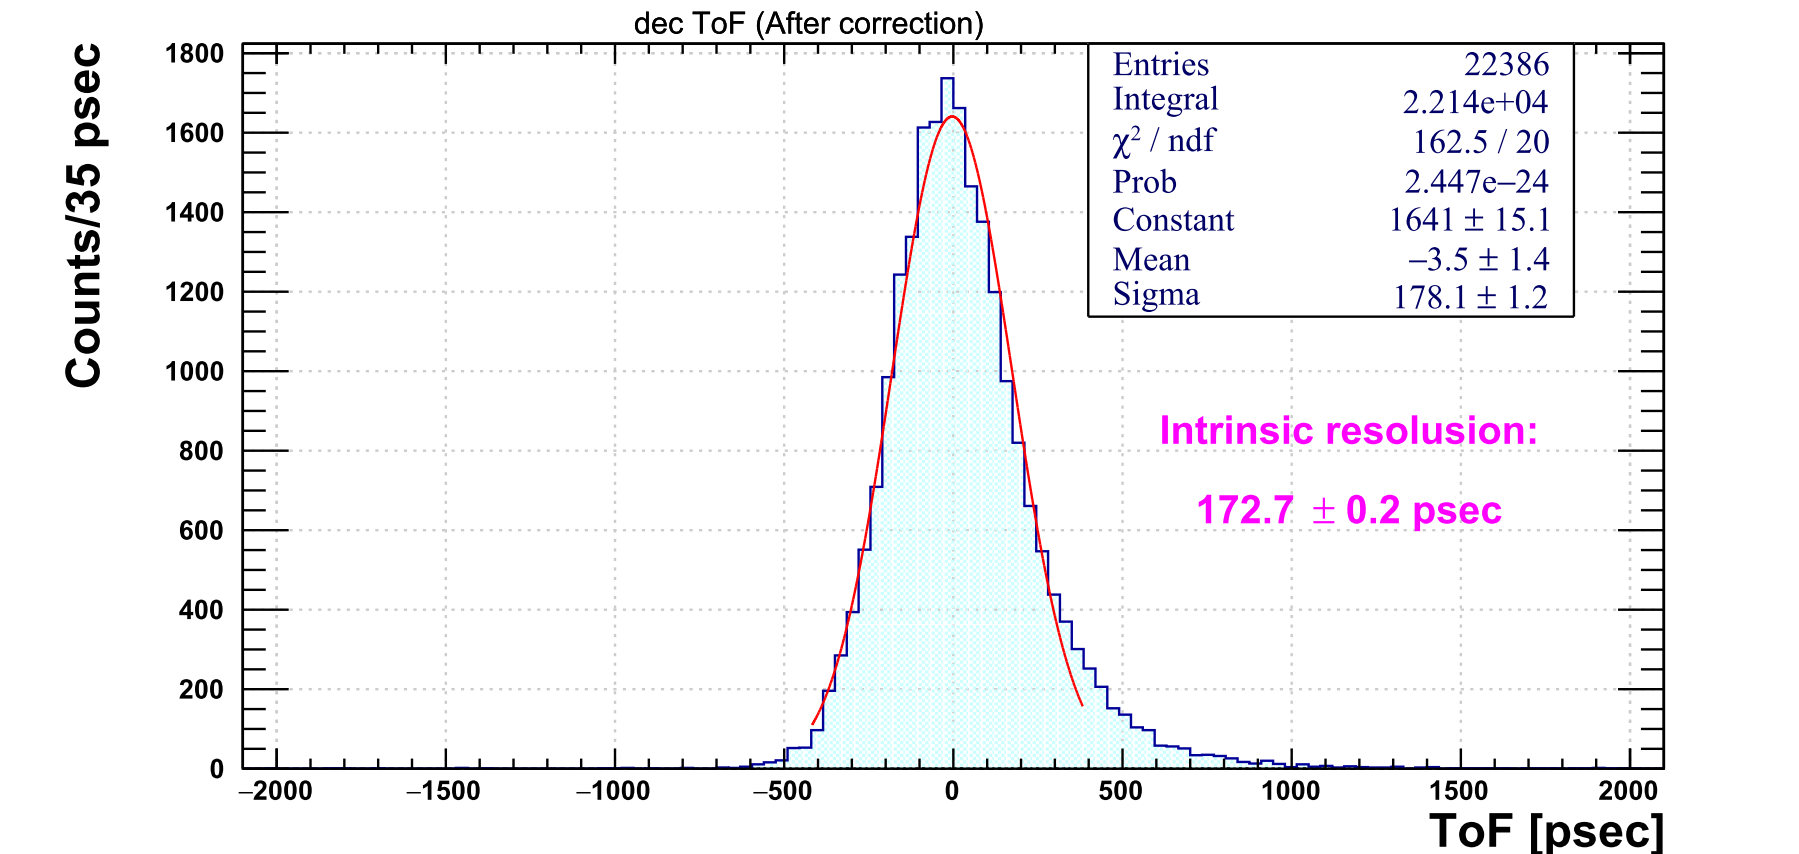 dec ToF (After correction)
Counts/35 psec
1800
1600
1400
1200
1000
800
600
400
200
0
Entries 22386
Integral 2.214e+04
χ² / ndf 162.5 / 20
Prob 2.447e−24
Constant 1641 ± 15.1
Mean −3.5 ± 1.4
Sigma 178.1 ± 1.2
Intrinsic resolusion:
172.7 ± 0.2 psec
−2000 −1500 −1000 −500 0 500 1000 1500 2000
ToF [psec]